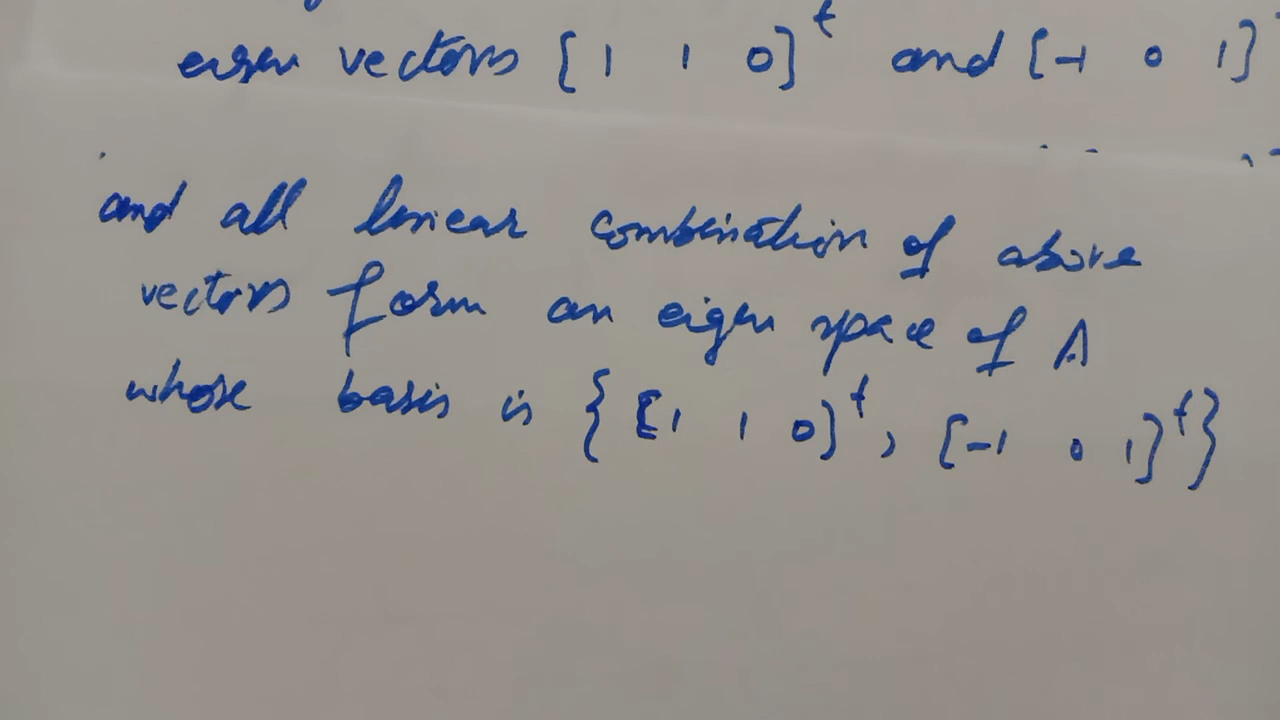 eigen vectors [1 1 0]^t and [-1 0 1]
and all linear combination of above
vectors form an eigen space of A
whose basis is {[1 1 0]^t, [-1 0 1]^t}